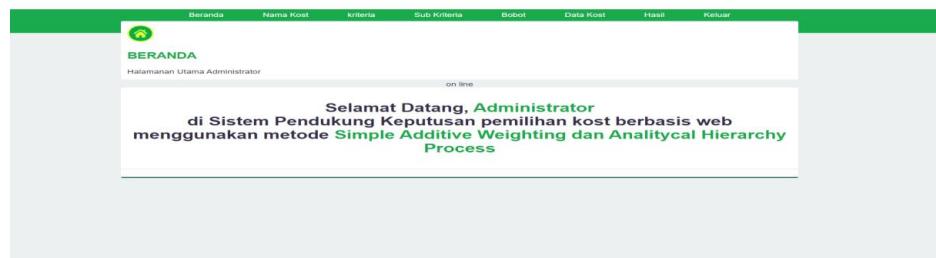 Beranda Nama Kost kriteria Sub Kriteria Bobot Data Kost Hasil Keluar
BERANDA
Halamanan Utama Administrator
on line
Selamat Datang, Administrator
di Sistem Pendukung Keputusan pemilihan kost berbasis web
menggunakan metode Simple Additive Weighting dan Analitycal Hierarchy
Process